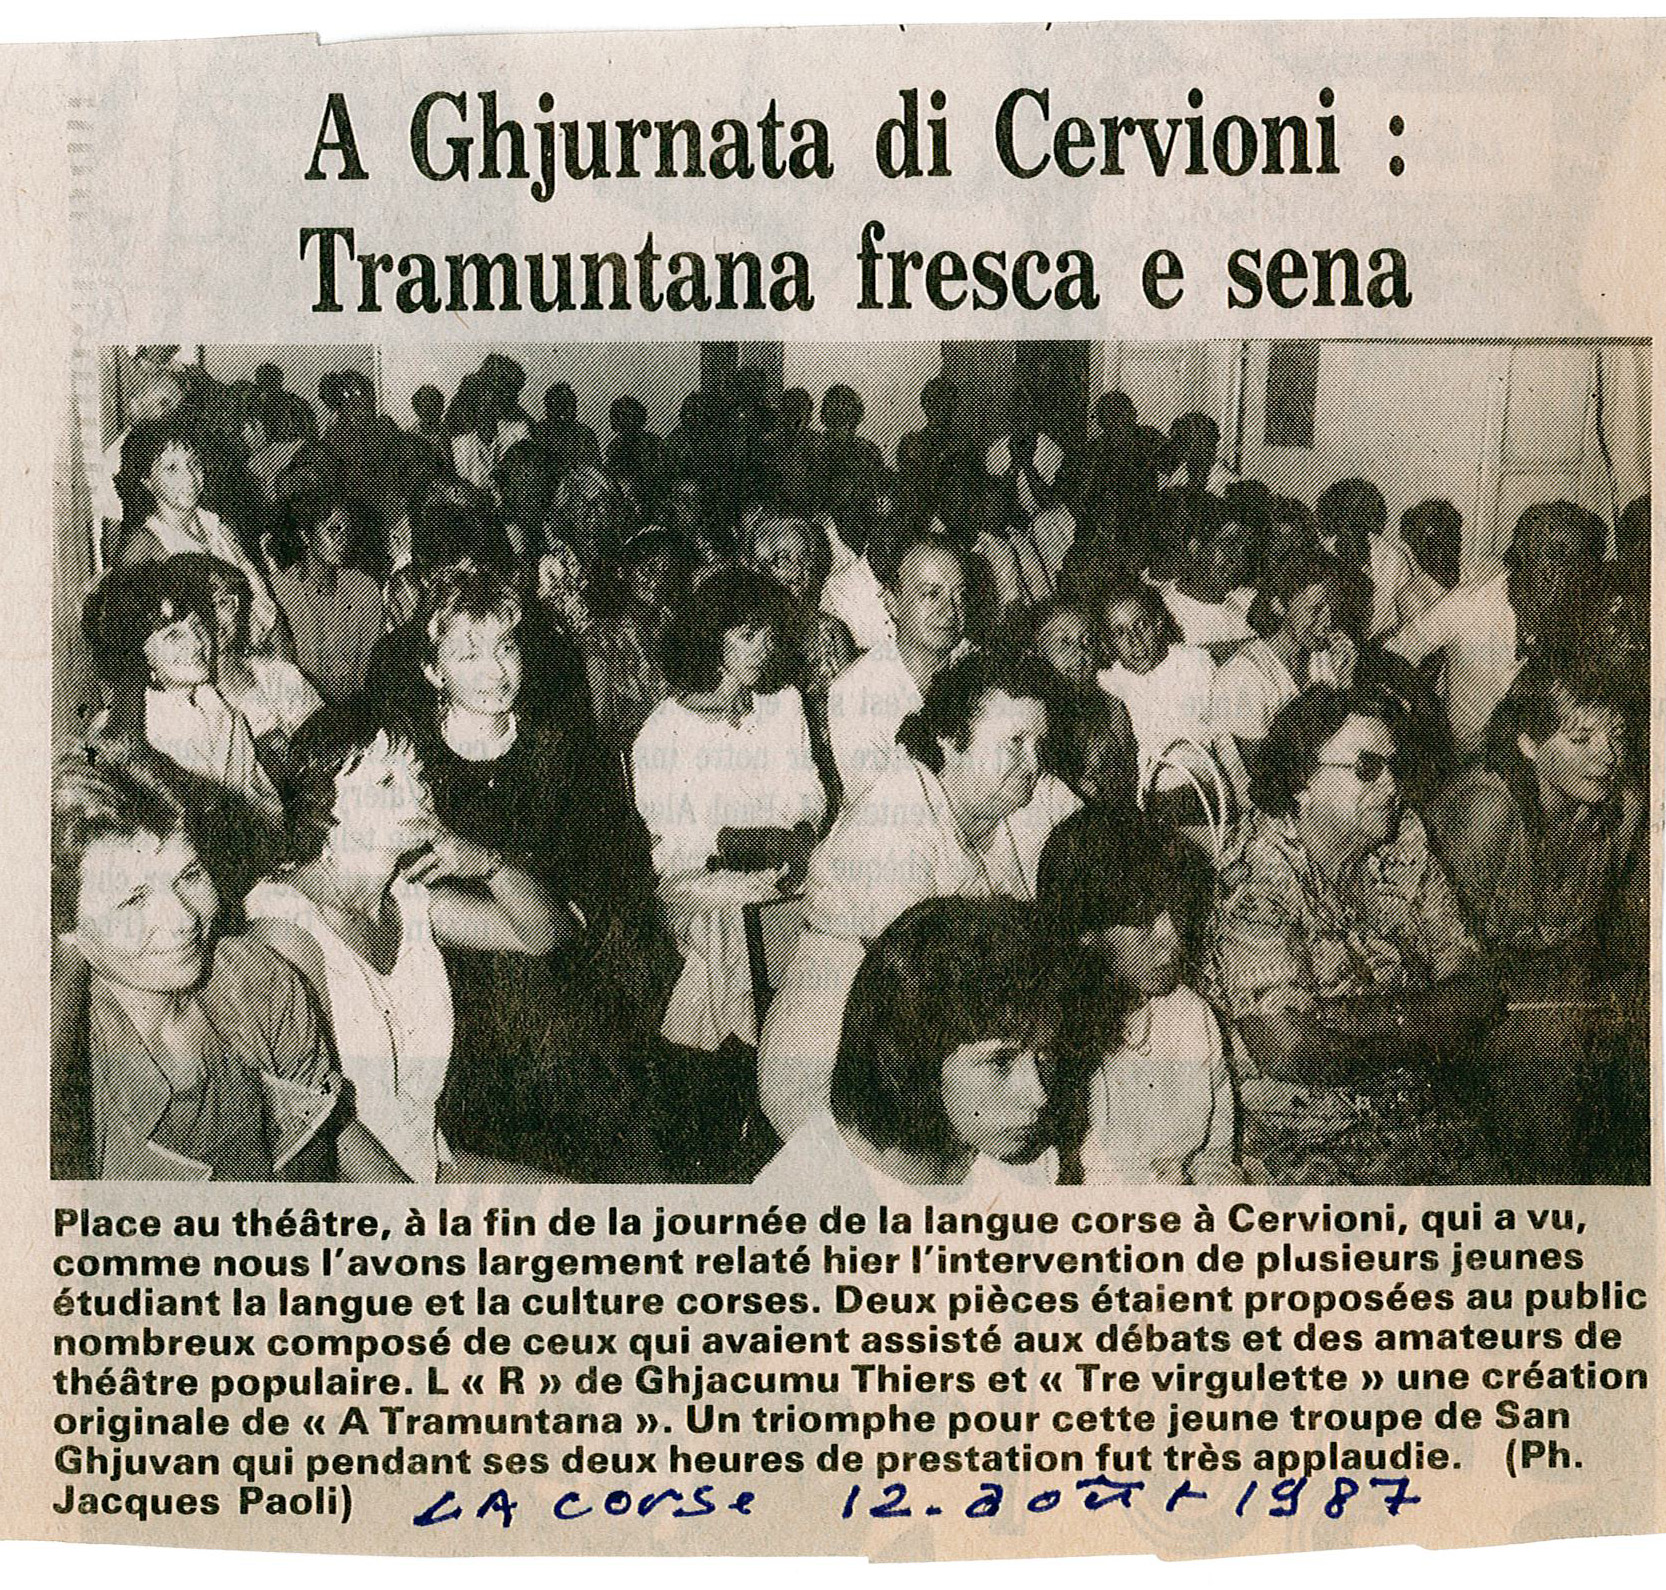 A Ghjurnata di Cervioni :
Tramuntana fresca e sena
Place au théâtre, à la fin de la journée de la langue corse à Cervioni, qui a vu,
comme nous l'avons largement relaté hier l'intervention de plusieurs jeunes
étudiant la langue et la culture corses. Deux pièces étaient proposées au public
nombreux composé de ceux qui avaient assisté aux débats et des amateurs de
théâtre populaire. L « R » de Ghjacumu Thiers et « Tre virgulette » une création
originale de « A Tramuntana ». Un triomphe pour cette jeune troupe de San
Ghjuvan qui pendant ses deux heures de prestation fut très applaudie. (Ph.
Jacques Paoli) LA corse 12. août 1987